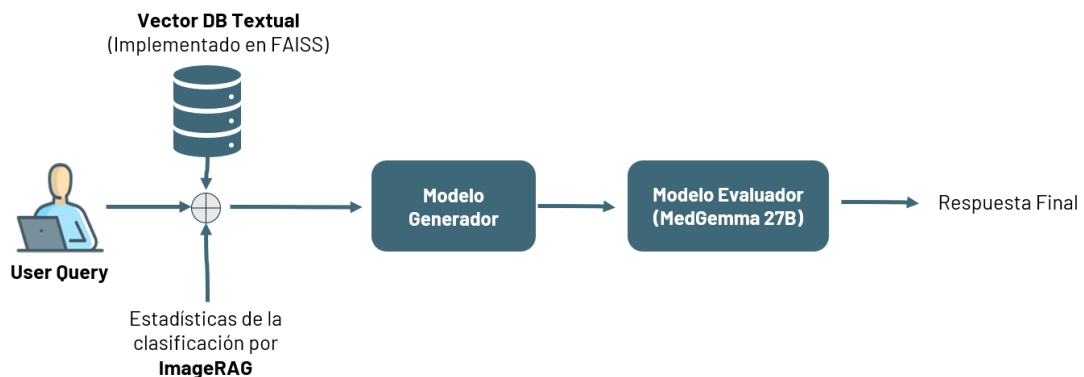 Vector DB Textual
(Implementado en FAISS)
User Query
Estadísticas de la
clasificación por
ImageRAG
Modelo
Generador
Modelo Evaluador
(MedGemma 27B)
Respuesta Final